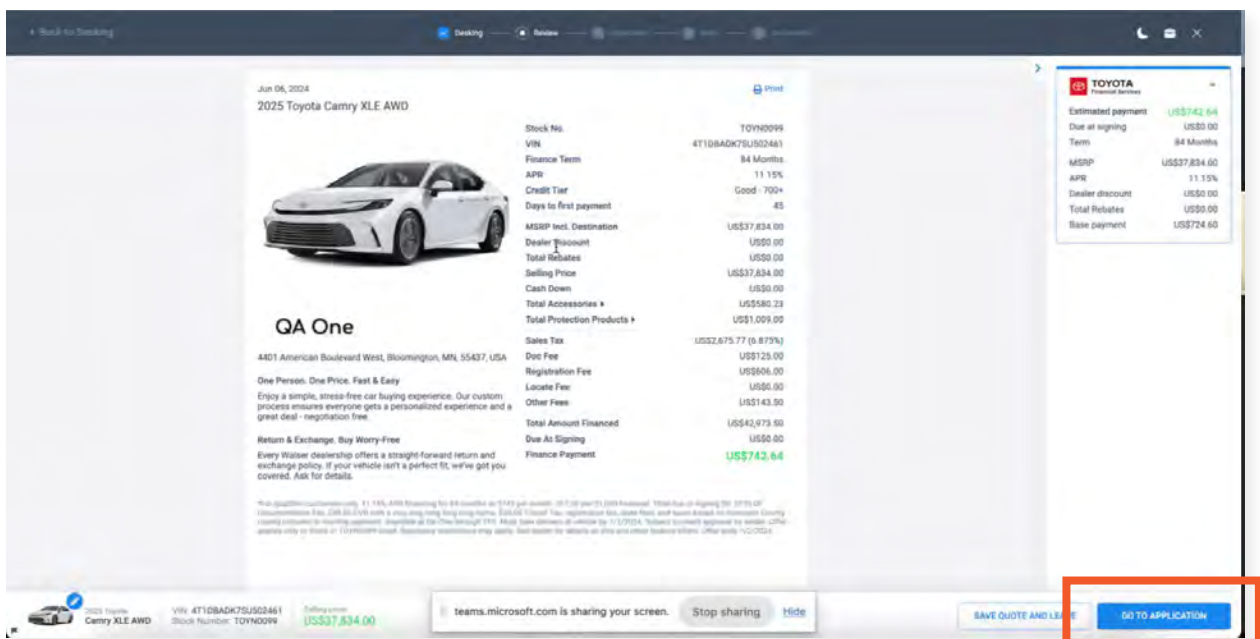 Back to Desking
Desking
Review
Jun 06, 2024
Print
2025 Toyota Camry XLE AWD
Stock No. TOYN0099
VIN 4T1DBADK7SU502461
Finance Term 84 Months
APR 11.15%
Credit Tier Good - 700+
Days to first payment 45
MSRP Incl. Destination US$37,834.00
Dealer Discount US$0.00
Total Rebates US$0.00
Selling Price US$37,834.00
Cash Down US$0.00
Total Accessories US$580.23
Total Protection Products US$1,009.00
Sales Tax US$2,675.77 (6.875%)
Doc Fee US$125.00
Registration Fee US$606.00
Locate Fee US$0.00
Other Fees US$143.50
Total Amount Financed US$42,973.50
Due At Signing US$0.00
Finance Payment US$742.64
QA One
4401 American Boulevard West, Bloomington, MN, 55437, USA
One Person. One Price. Fast & Easy
Enjoy a simple, stress-free car buying experience. Our custom
process ensures everyone gets a personalized experience and a
great deal - negotiation free.
Return & Exchange. Buy Worry-Free
Every Walser dealership offers a straight-forward return and
exchange policy. If your vehicle isn't a perfect fit, we've got you
covered. Ask for details.
TOYOTA
Financial Services
Estimated payment US$742.64
Due at signing US$0.00
Term 84 Months
MSRP US$37,834.00
APR 11.15%
Dealer discount US$0.00
Total Rebates US$0.00
Base payment US$724.60
2025 Toyota
Camry XLE AWD
VIN: 4T1DBADK7SU502461
Stock Number: TOYN0099
Selling price
US$37,834.00
teams.microsoft.com is sharing your screen.
Stop sharing
Hide
SAVE QUOTE AND LEAVE
GO TO APPLICATION